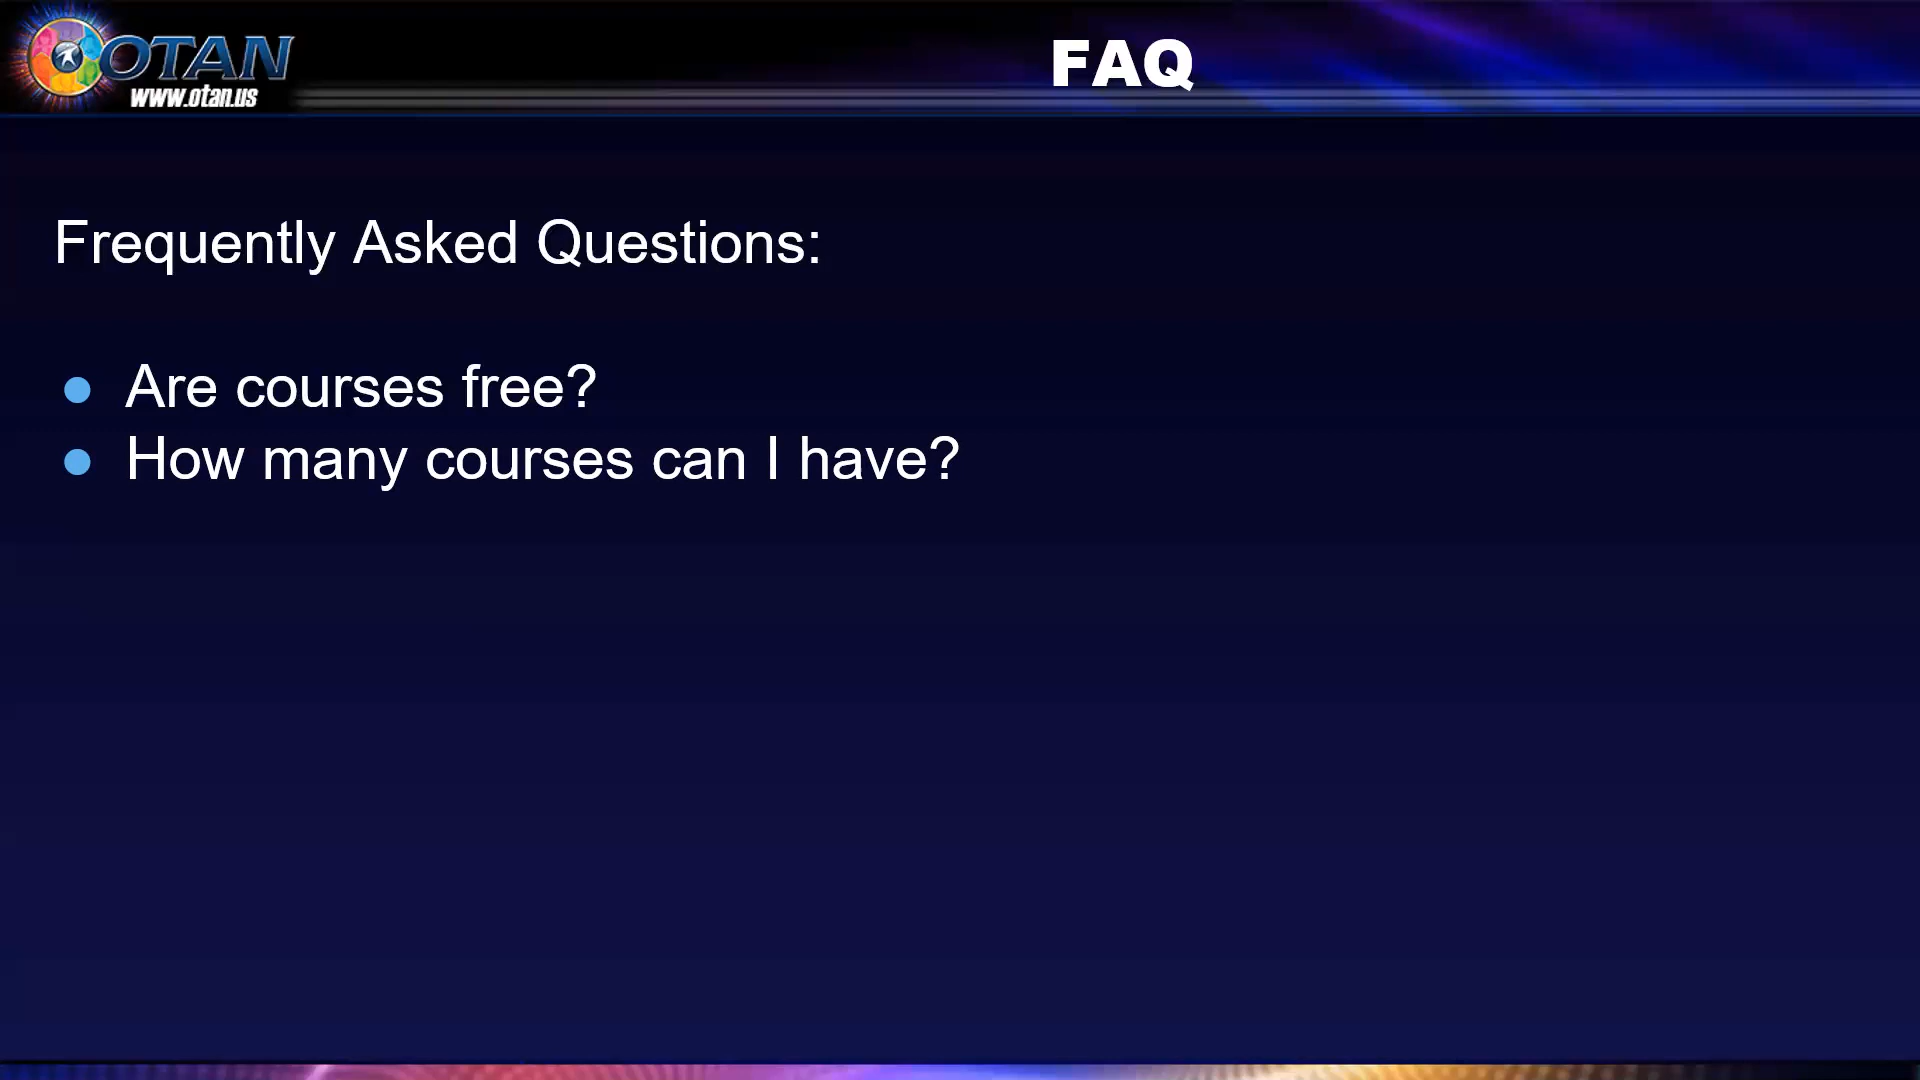 OTAN
www.otan.us
FAQ
Frequently Asked Questions:
● Are courses free?
● How many courses can I have?